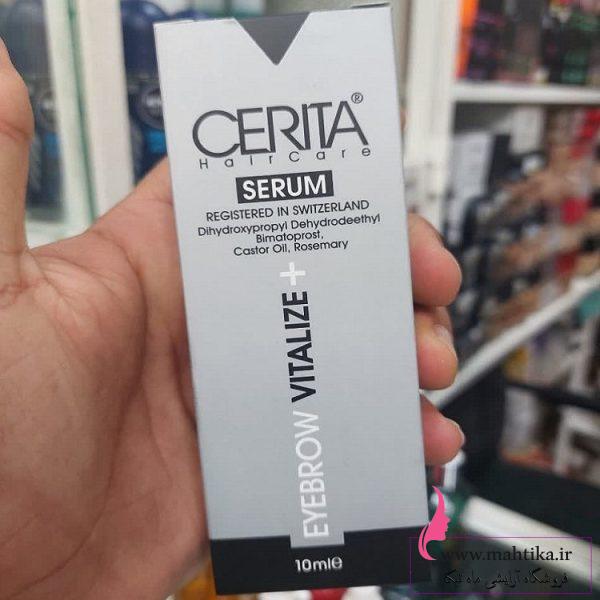 CERITA®
HairCare
SERUM
REGISTERED IN SWITZERLAND
Dihydroxypropyl Dehydrodeethyl
Bimatoprost,
Castor Oil, Rosemary
EYEBROW VITALIZE+
10ml℮
www.mahtika.ir
فروشگاه آرایشی ماه تیکا